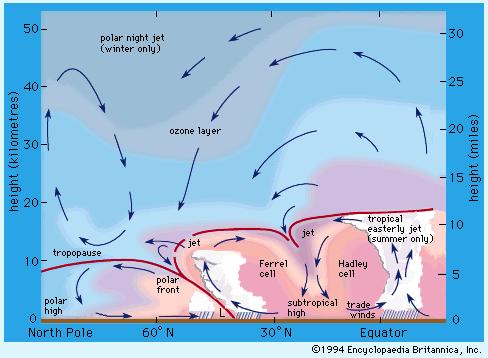 50
40
30
20
10
0
height (kilometres)
30
25
20
15
10
5
0
height (miles)
polar night jet
(winter only)
ozone layer
jet
jet
tropical
easterly jet
(summer only)
tropopause
polar
front
Ferrel
cell
Hadley
cell
polar
high
L
subtropical
high
trade
winds
North Pole
60°N
30°N
Equator
©1994 Encyclopaedia Britannica, Inc.